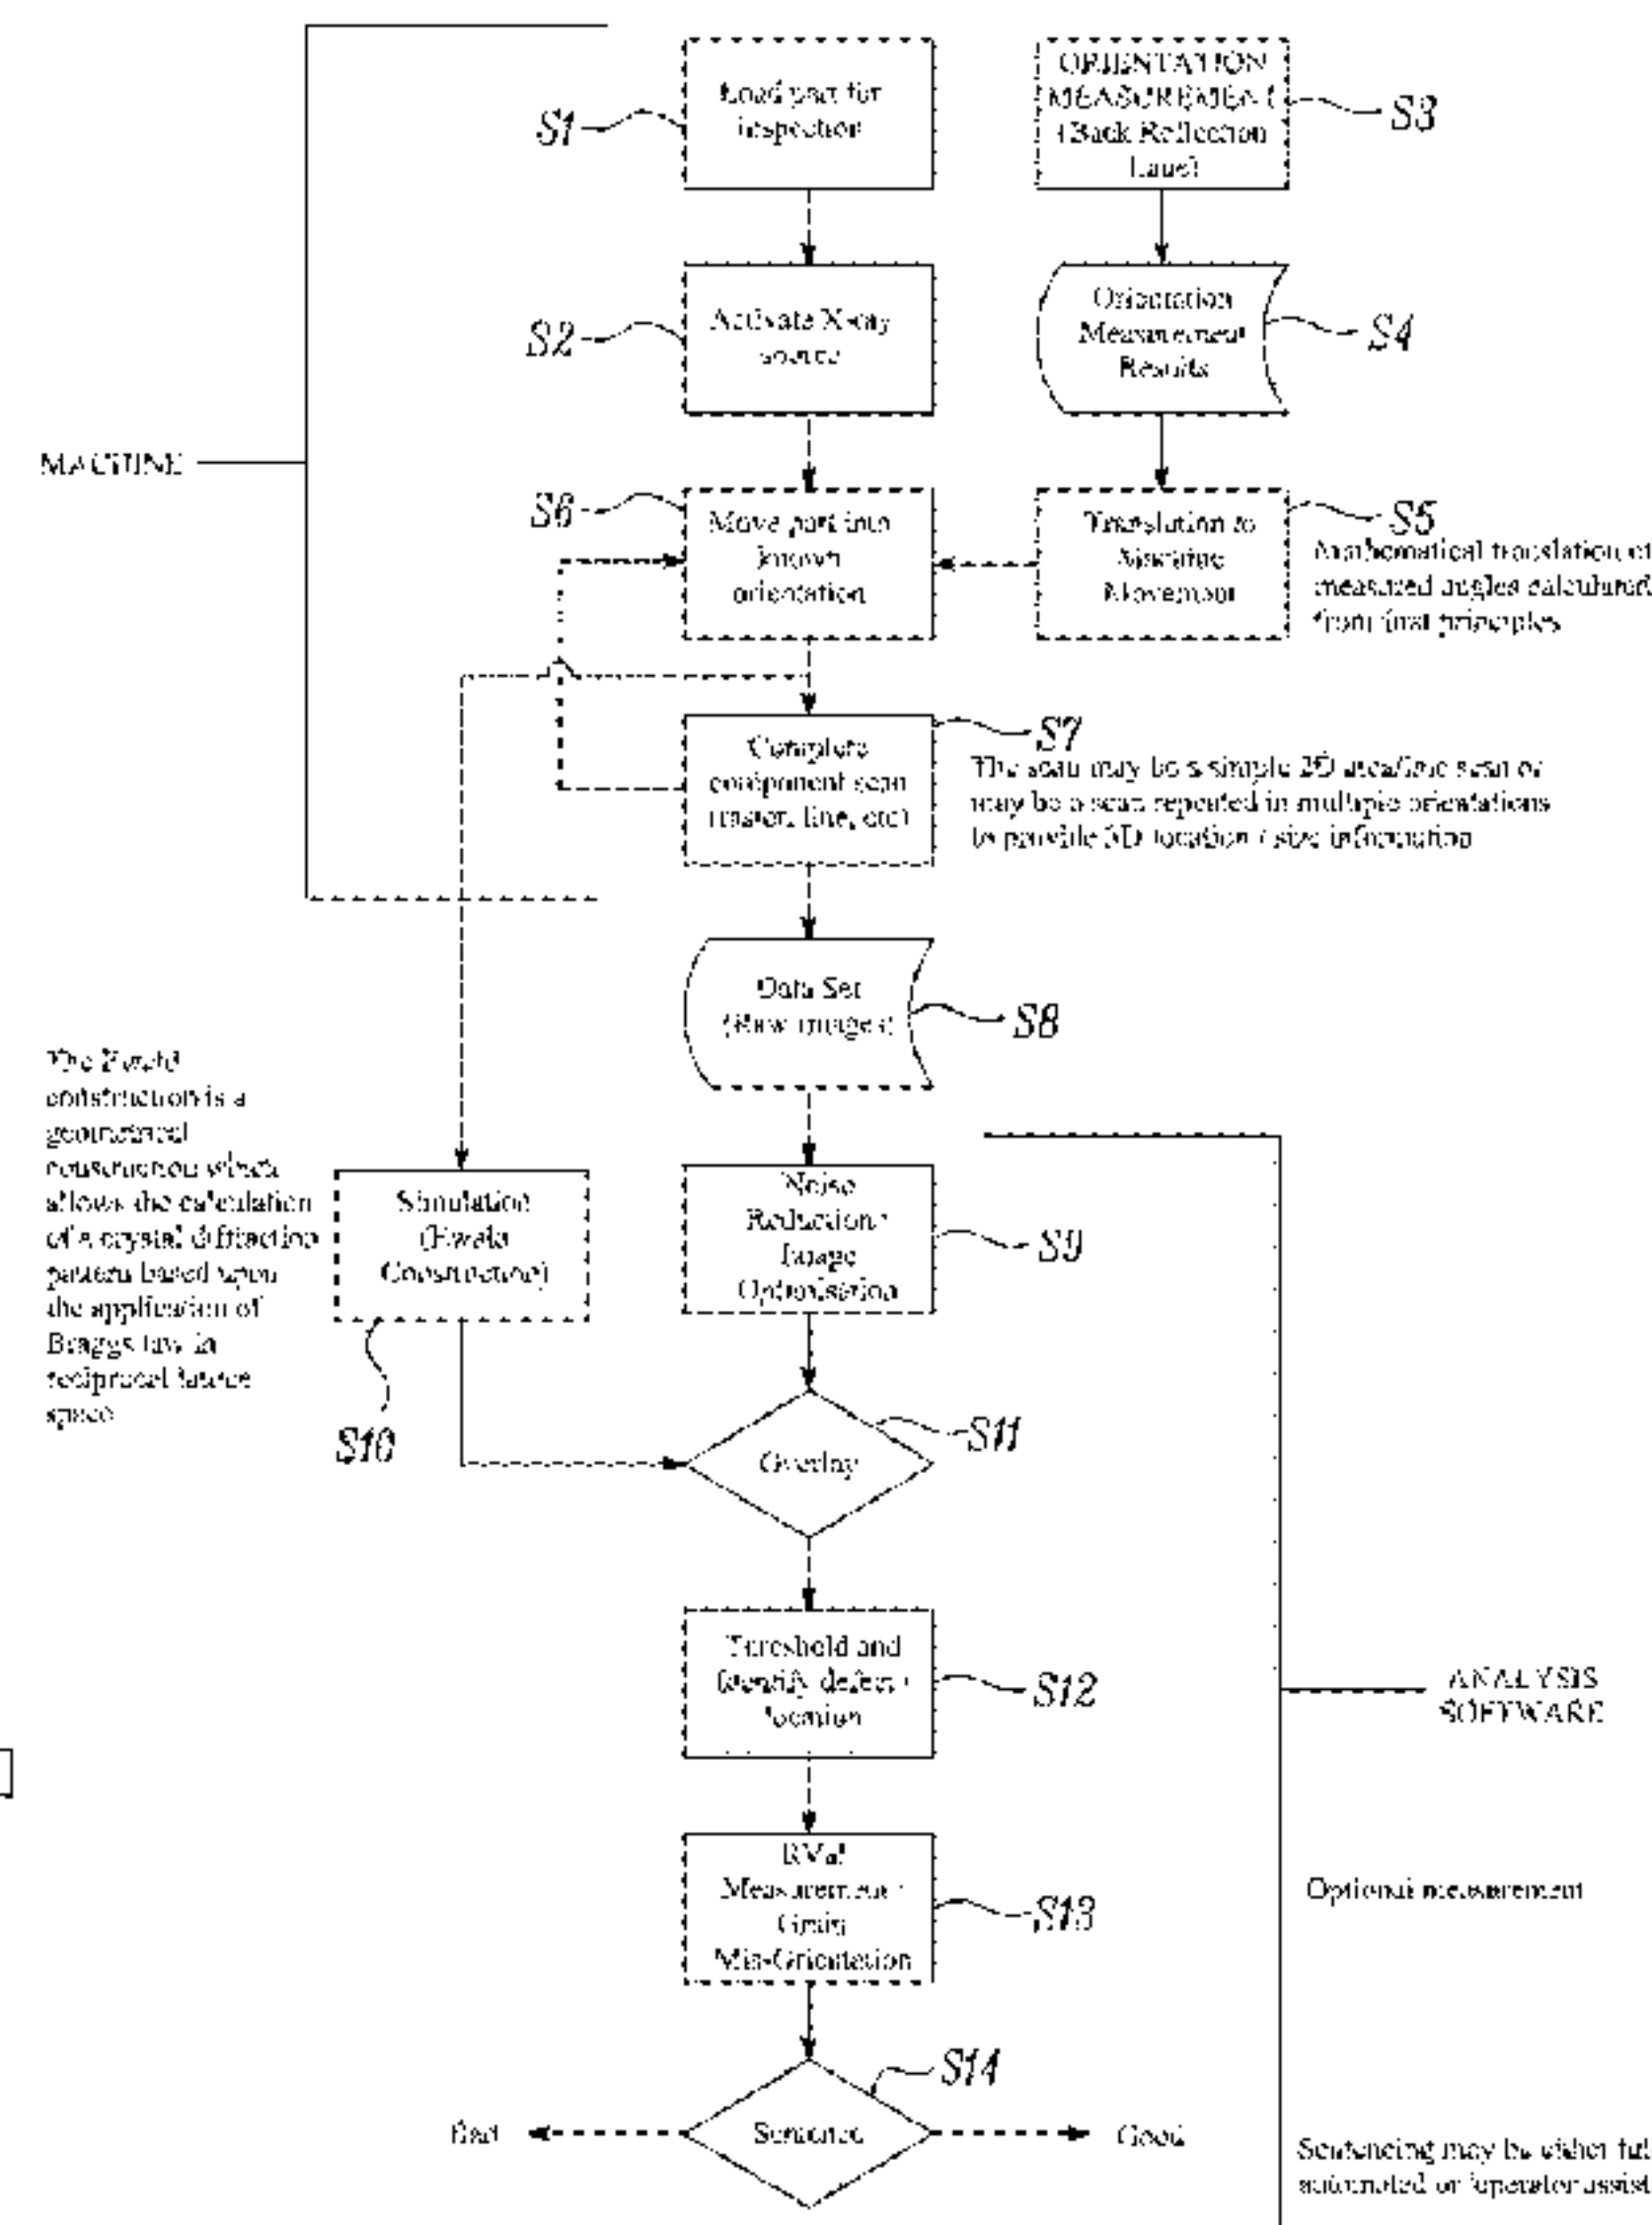 Load part for
inspection
S1
ORIENTATION
MEASUREMENT
(Back Reflection
Laue)
S3
Activate X-ray
source
S2
Orientation
Measurement
Results
S4
MACHINE
S6
Move part into
known
orientation
Translation to
Machine
Movement
S5
Mathematical translation of
measured angles calculated
from first principles
Complete
component scan
(raster, line, etc)
S7
The scan may be a simple 2D area/line scan or
may be a scan repeated in multiple orientations
to provide 3D location / size information
Data Set
(Raw images)
S8
The Ewald
construction is a
geometrical
construction which
allows the calculation
of a crystal diffraction
pattern based upon
the application of
Braggs law in
reciprocal lattice
space
Simulation
(Ewald
Construction)
S10
Noise
Reduction /
Image
Optimisation
S9
Overlay
S11
Threshold and
Identify defect /
location
S12
ANALYSIS
SOFTWARE
RVal
Measurement /
Grain
Mis-Orientation
S13
Optional measurement
Sentence
S14
Bad
Good
Sentencing may be either
automated or operator assist